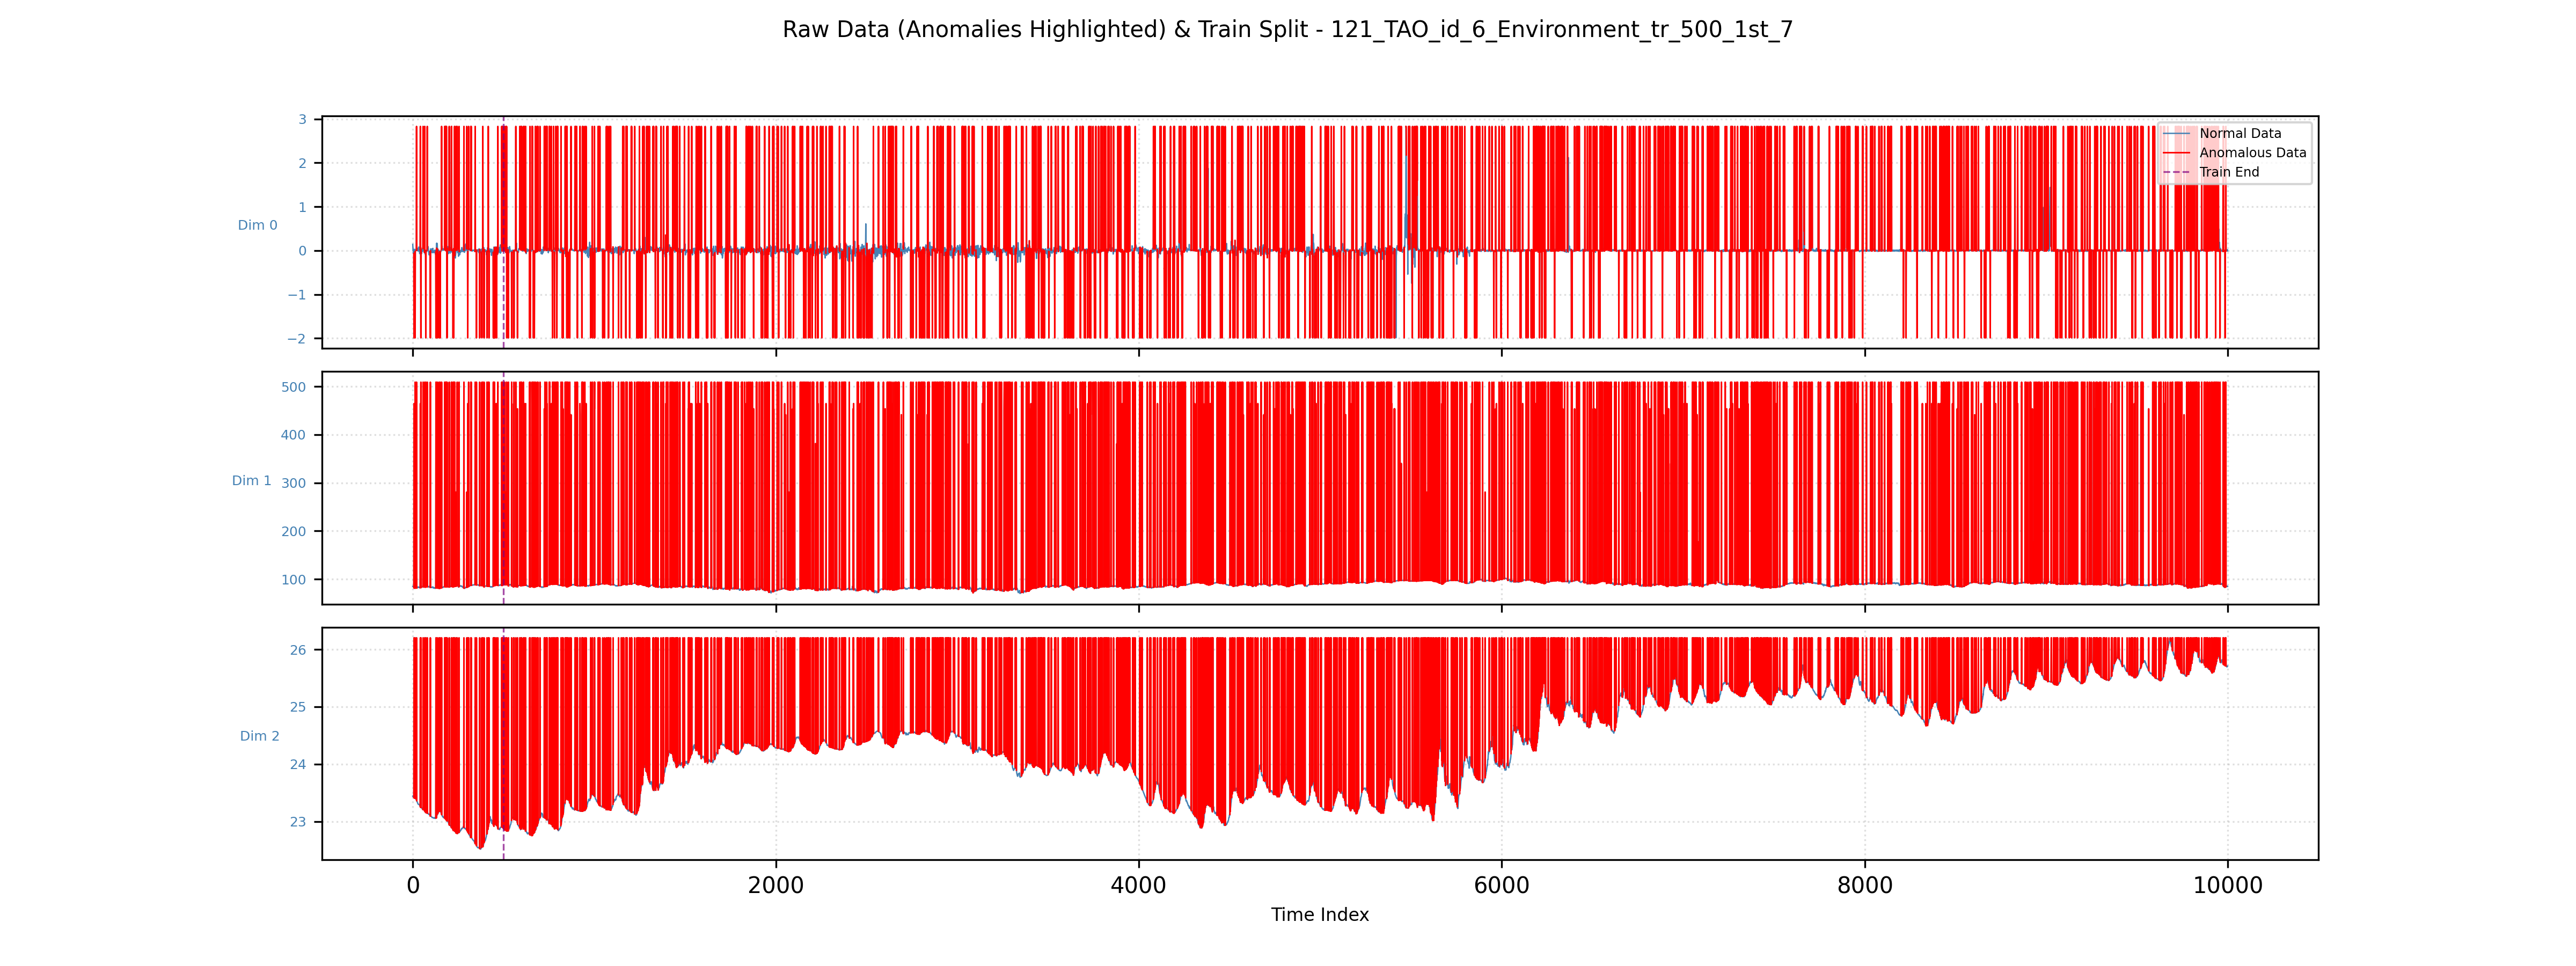 Raw Data (Anomalies Highlighted) & Train Split - 121_TAO_id_6_Environment_tr_500_1st_7
3
2
1
0
−1
−2
Dim 0
Normal Data
Anomalous Data
Train End
500
400
300
200
100
Dim 1
26
25
24
23
Dim 2
0 2000 4000 6000 8000 10000
Time Index